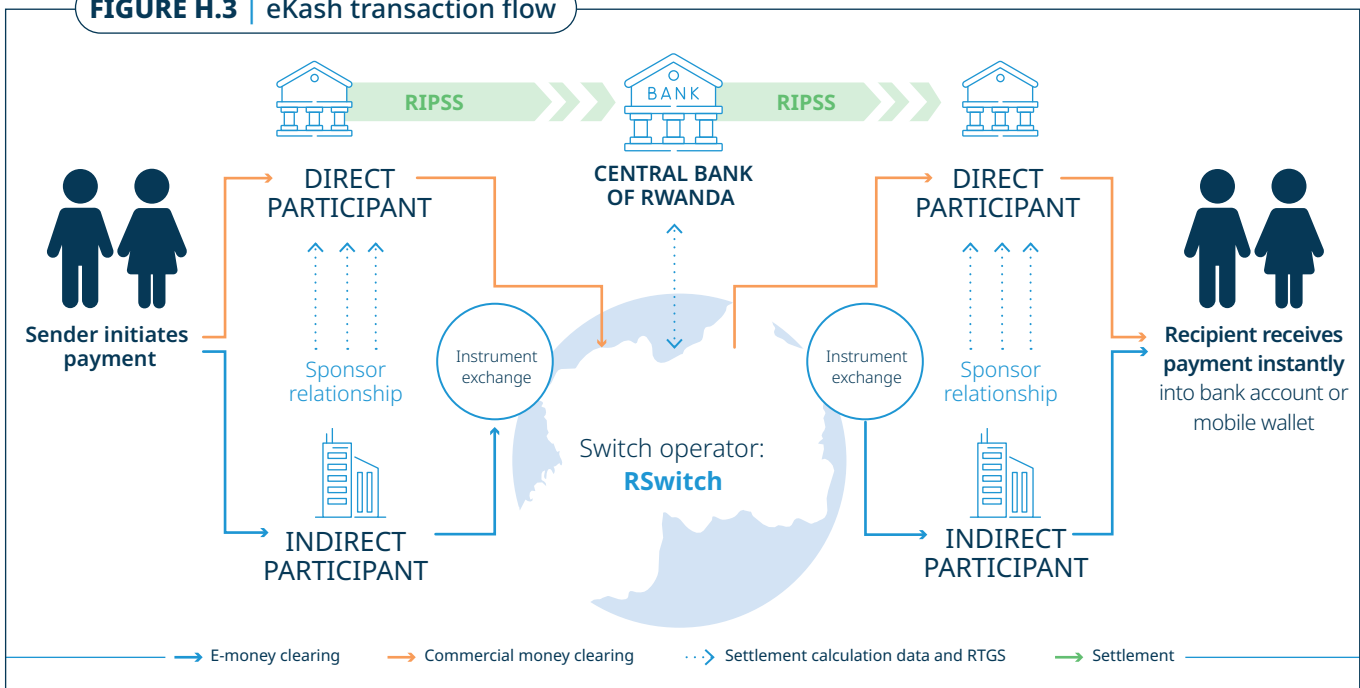 FIGURE H.3 | eKash transaction flow
RIPSS
BANK
RIPSS
DIRECT
PARTICIPANT
CENTRAL BANK
OF RWANDA
DIRECT
PARTICIPANT
Sender initiates
payment
Sponsor
relationship
Instrument
exchange
Instrument
exchange
Sponsor
relationship
Recipient receives
payment instantly
into bank account or
mobile wallet
Switch operator:
RSwitch
INDIRECT
PARTICIPANT
INDIRECT
PARTICIPANT
E-money clearing
Commercial money clearing
Settlement calculation data and RTGS
Settlement